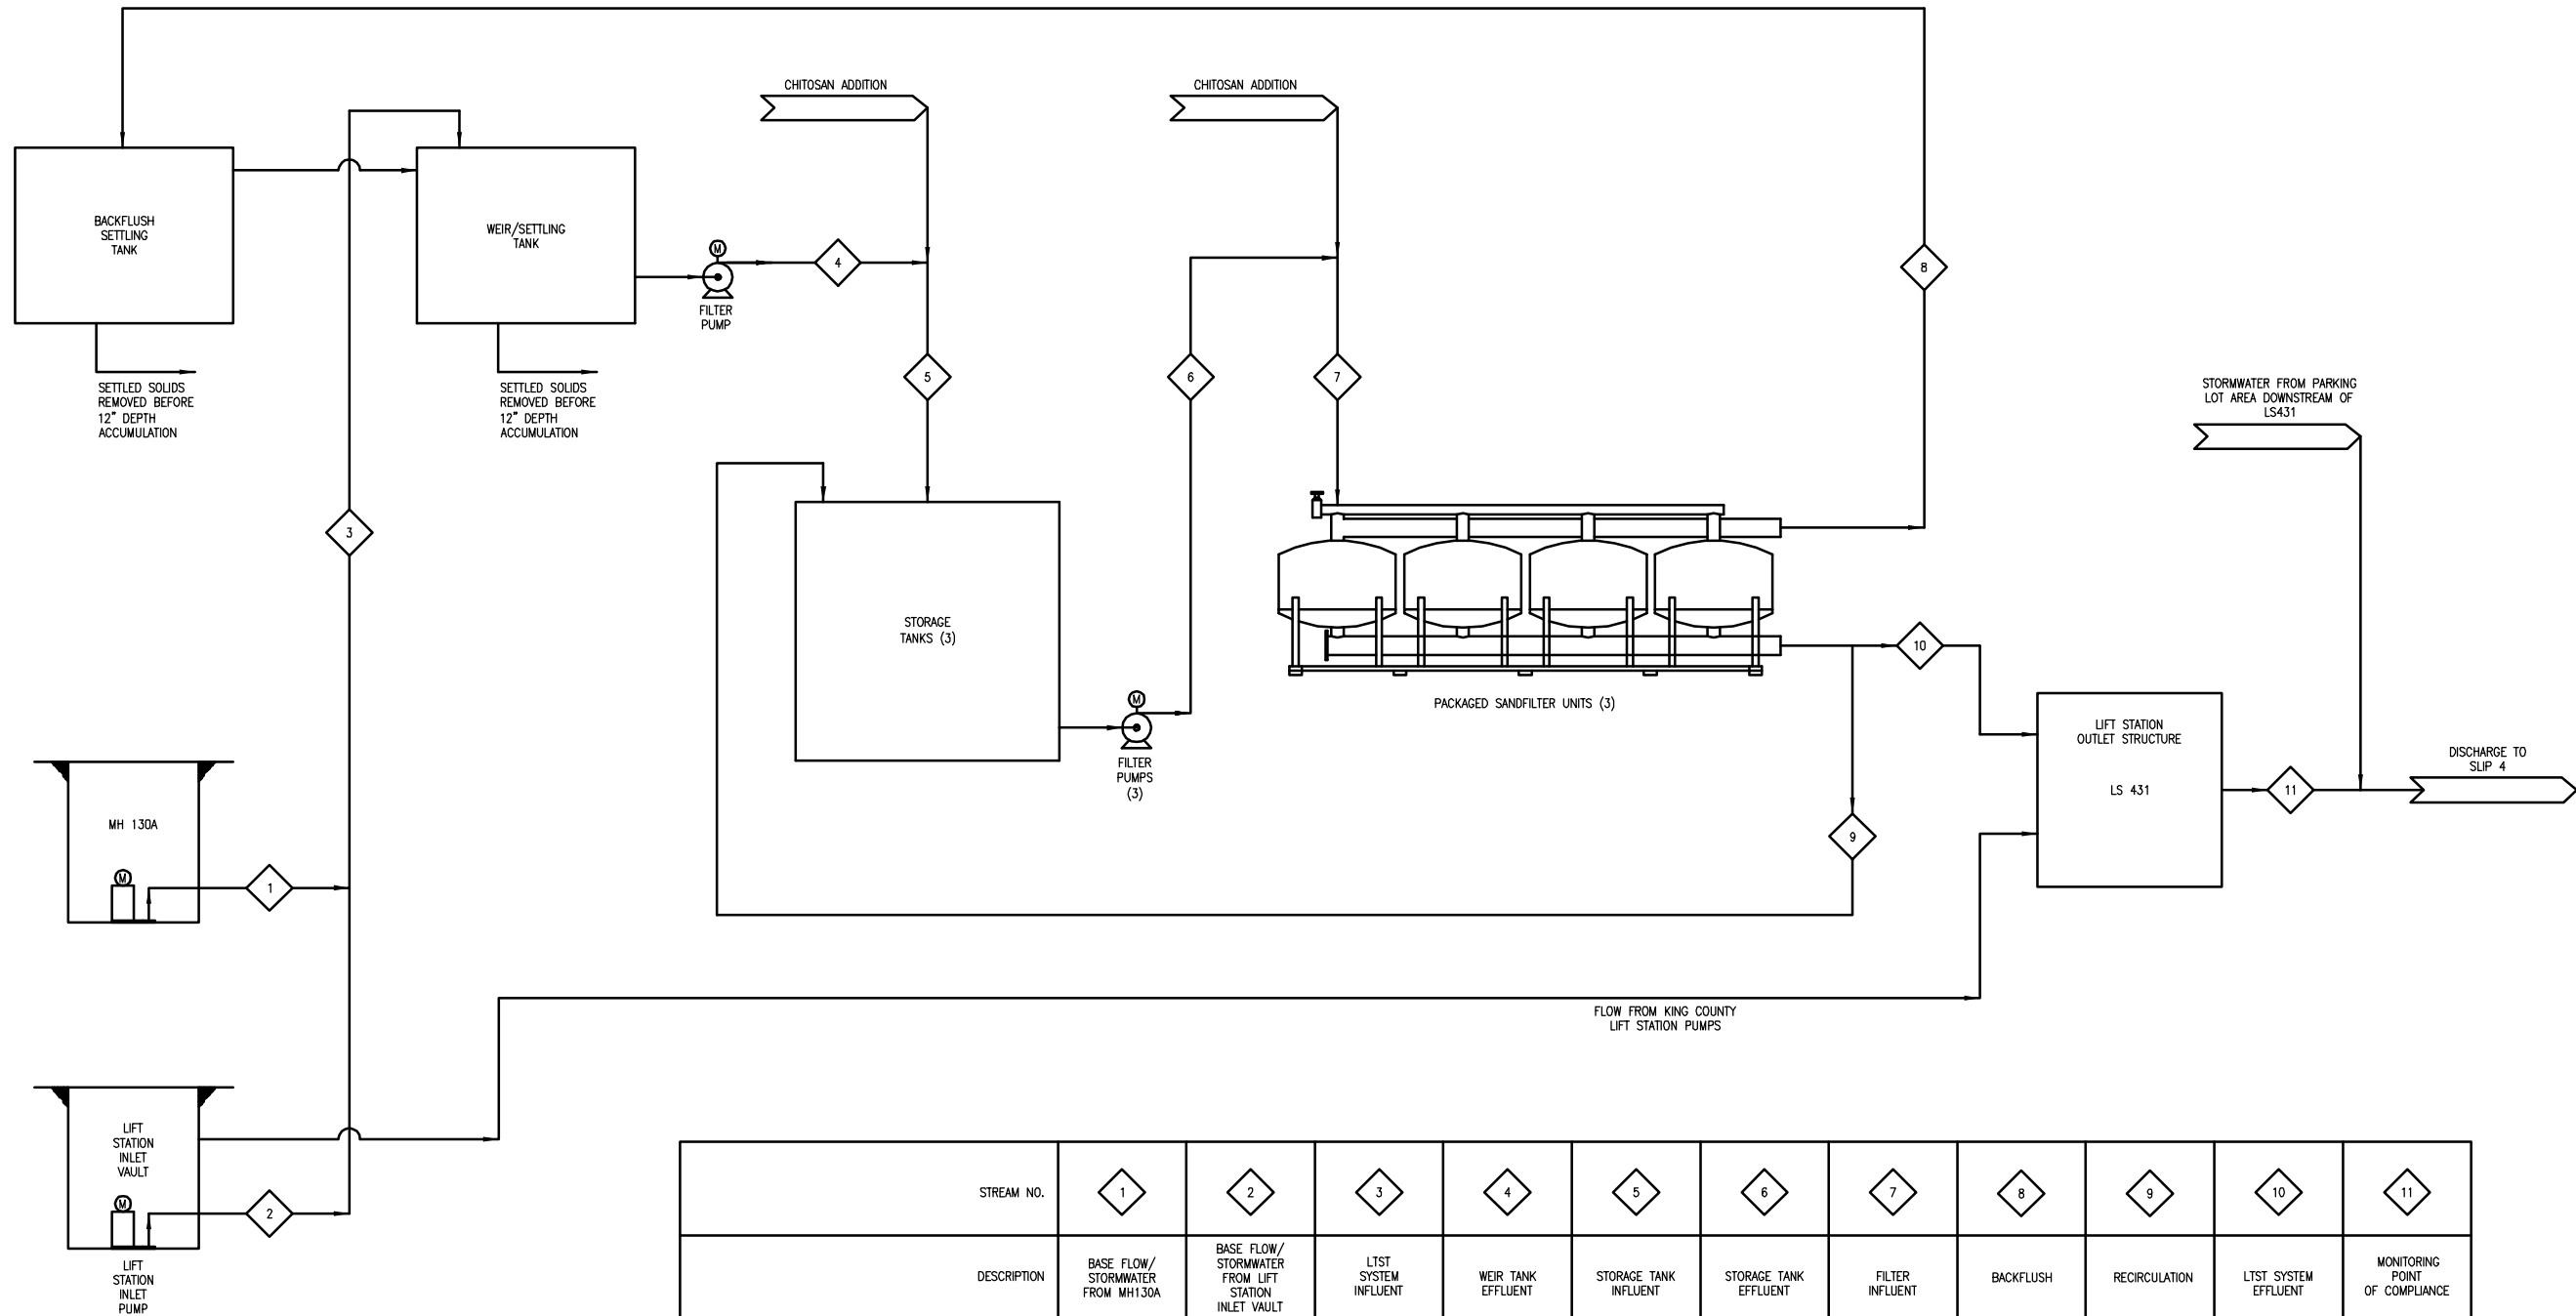 CHITOSAN ADDITION
CHITOSAN ADDITION
BACKFLUSH
SETTLING
TANK
WEIR/SETTLING
TANK
M
4
8
FILTER
PUMP
SETTLED SOLIDS
REMOVED BEFORE
12" DEPTH
ACCUMULATION
SETTLED SOLIDS
REMOVED BEFORE
12" DEPTH
ACCUMULATION
5
6
7
STORMWATER FROM PARKING
LOT AREA DOWNSTREAM OF
LS431
3
STORAGE
TANKS (3)
10
M
FILTER
PUMPS
(3)
PACKAGED SANDFILTER UNITS (3)
LIFT STATION
OUTLET STRUCTURE
LS 431
11
DISCHARGE TO
SLIP 4
9
MH 130A
M
1
FLOW FROM KING COUNTY
LIFT STATION PUMPS
LIFT
STATION
INLET
VAULT
M
2
LIFT
STATION
INLET
PUMP
STREAM NO.
1
2
3
4
5
6
7
8
9
10
11
DESCRIPTION
BASE FLOW/
STORMWATER
FROM MH130A
BASE FLOW/
STORMWATER
FROM LIFT
STATION
INLET VAULT
LTST
SYSTEM
INFLUENT
WEIR TANK
EFFLUENT
STORAGE TANK
INFLUENT
STORAGE TANK
EFFLUENT
FILTER
INFLUENT
BACKFLUSH
RECIRCULATION
LTST SYSTEM
EFFLUENT
MONITORING
POINT
OF COMPLIANCE